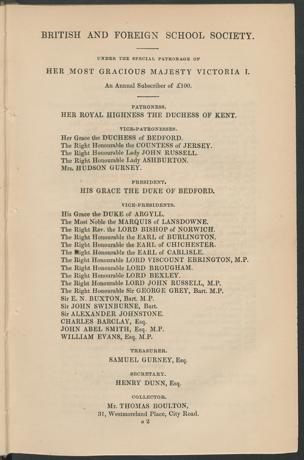 BRITISH AND FOREIGN SCHOOL SOCIETY.
UNDER THE SPECIAL PATRONAGE OF
HER MOST GRACIOUS MAJESTY VICTORIA I.
An Annual Subscriber of £100.
PATRONESS.
HER ROYAL HIGHNESS THE DUCHESS OF KENT.
VICE-PATRONESSES.
Her Grace the DUCHESS of BEDFORD.
The Right Honourable the COUNTESS of JERSEY.
The Right Honourable Lady JOHN RUSSELL.
The Right Honourable Lady ASHBURTON.
Mrs. HUDSON GURNEY.
PRESIDENT.
HIS GRACE THE DUKE OF BEDFORD.
VICE-PRESIDENTS.
His Grace the DUKE of ARGYLL.
The Most Noble the MARQUIS of LANSDOWNE.
The Right Rev. the LORD BISHOP of NORWICH.
The Right Honourable the EARL of BURLINGTON.
The Right Honourable the EARL of CHICHESTER.
The Right Honourable the EARL of CARLISLE.
The Right Honourable LORD VISCOUNT EBRINGTON, M.P.
The Right Honourable LORD BROUGHAM.
The Right Honourable LORD BEXLEY.
The Right Honourable LORD JOHN RUSSELL, M.P.
The Right Honourable Sir GEORGE GREY, Bart. M.P.
Sir E. N. BUXTON, Bart. M.P.
Sir JOHN SWINBURNE, Bart.
Sir ALEXANDER JOHNSTONE.
CHARLES BARCLAY, Esq.
JOHN ABEL SMITH, Esq. M.P.
WILLIAM EVANS, Esq. M.P.
TREASURER.
SAMUEL GURNEY, Esq.
SECRETARY.
HENRY DUNN, Esq.
COLLECTOR.
Mr. THOMAS BOULTON,
31, Westmoreland Place, City Road.
a 2